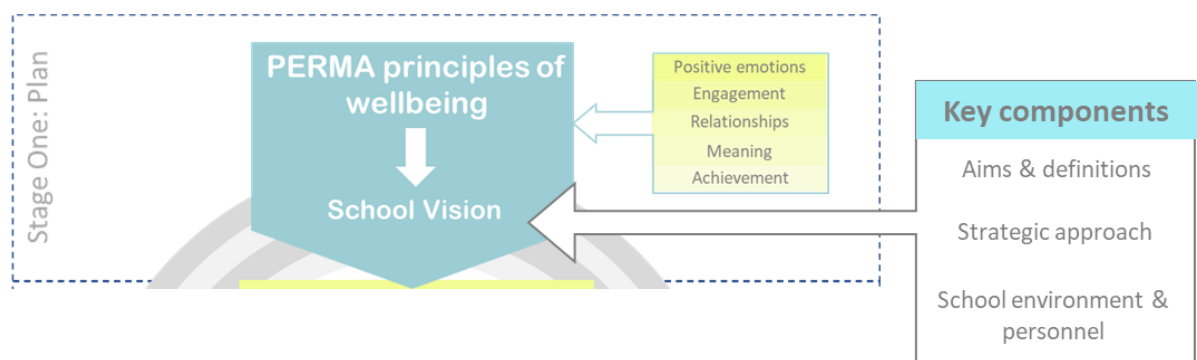 Stage One: Plan
PERMA principles of
wellbeing
School Vision
Positive emotions
Engagement
Relationships
Meaning
Achievement
Key components
Aims & definitions
Strategic approach
School environment &
personnel